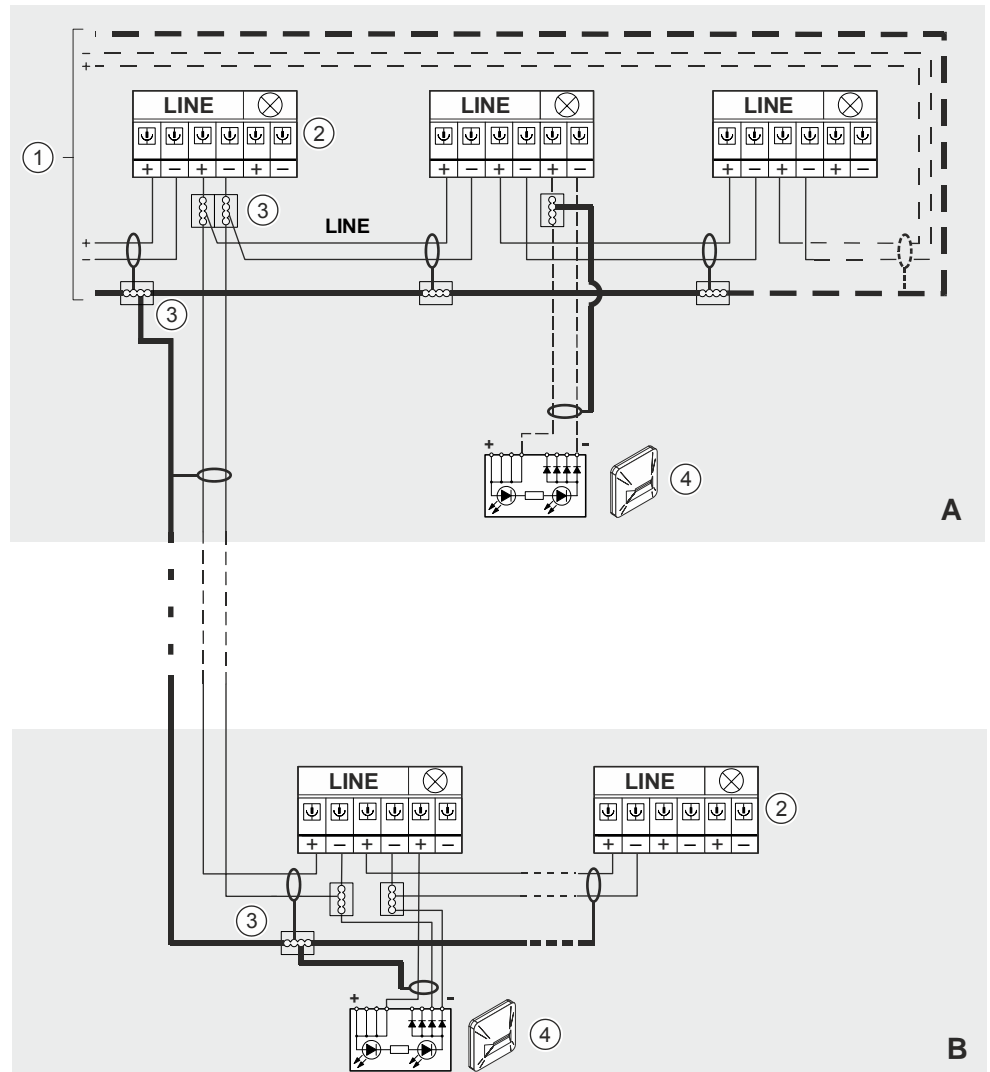 – 
+
LINE LINE LINE
1
2
+ – + – + – + – + – + – + – + – + –
3
LINE
+
–
3
+ -
4
A
LINE LINE
2
+ – + – + – + – + – + –
3
+ -
4
B